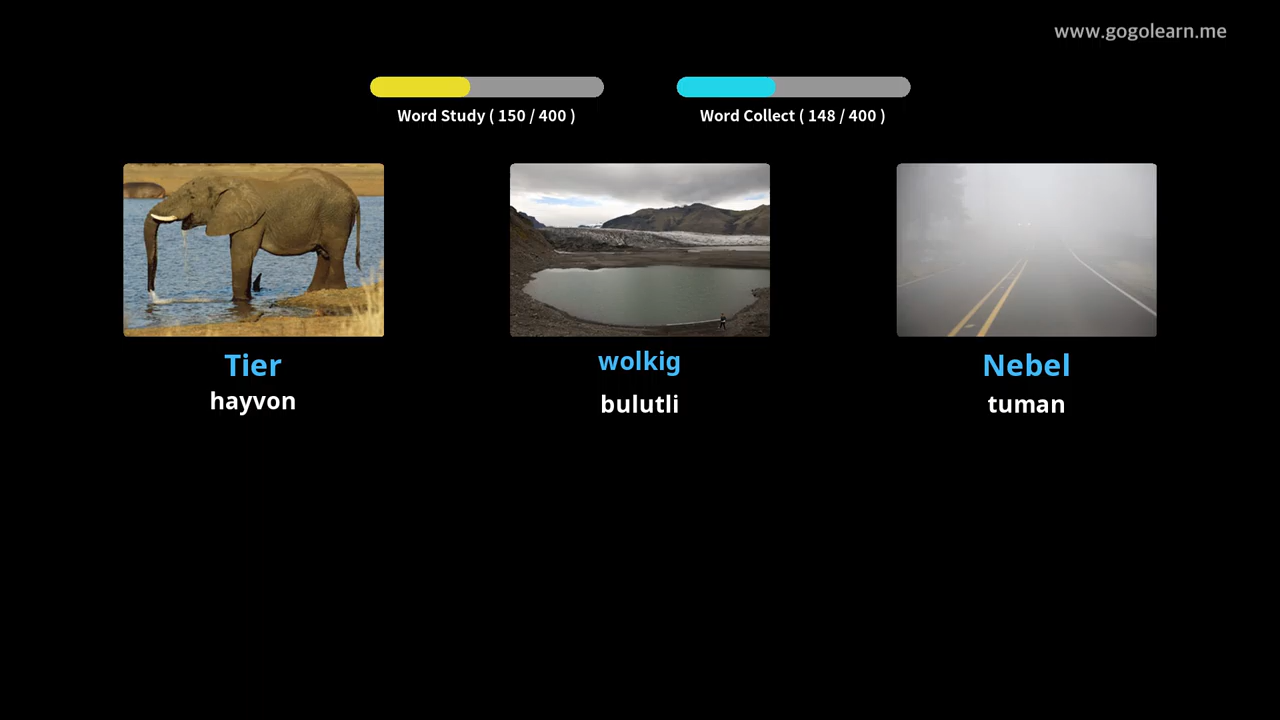 www.gogolearn.me
Word Study ( 150 / 400 )
Word Collect ( 148 / 400 )
Tier
hayvon
wolkig
bulutli
Nebel
tuman